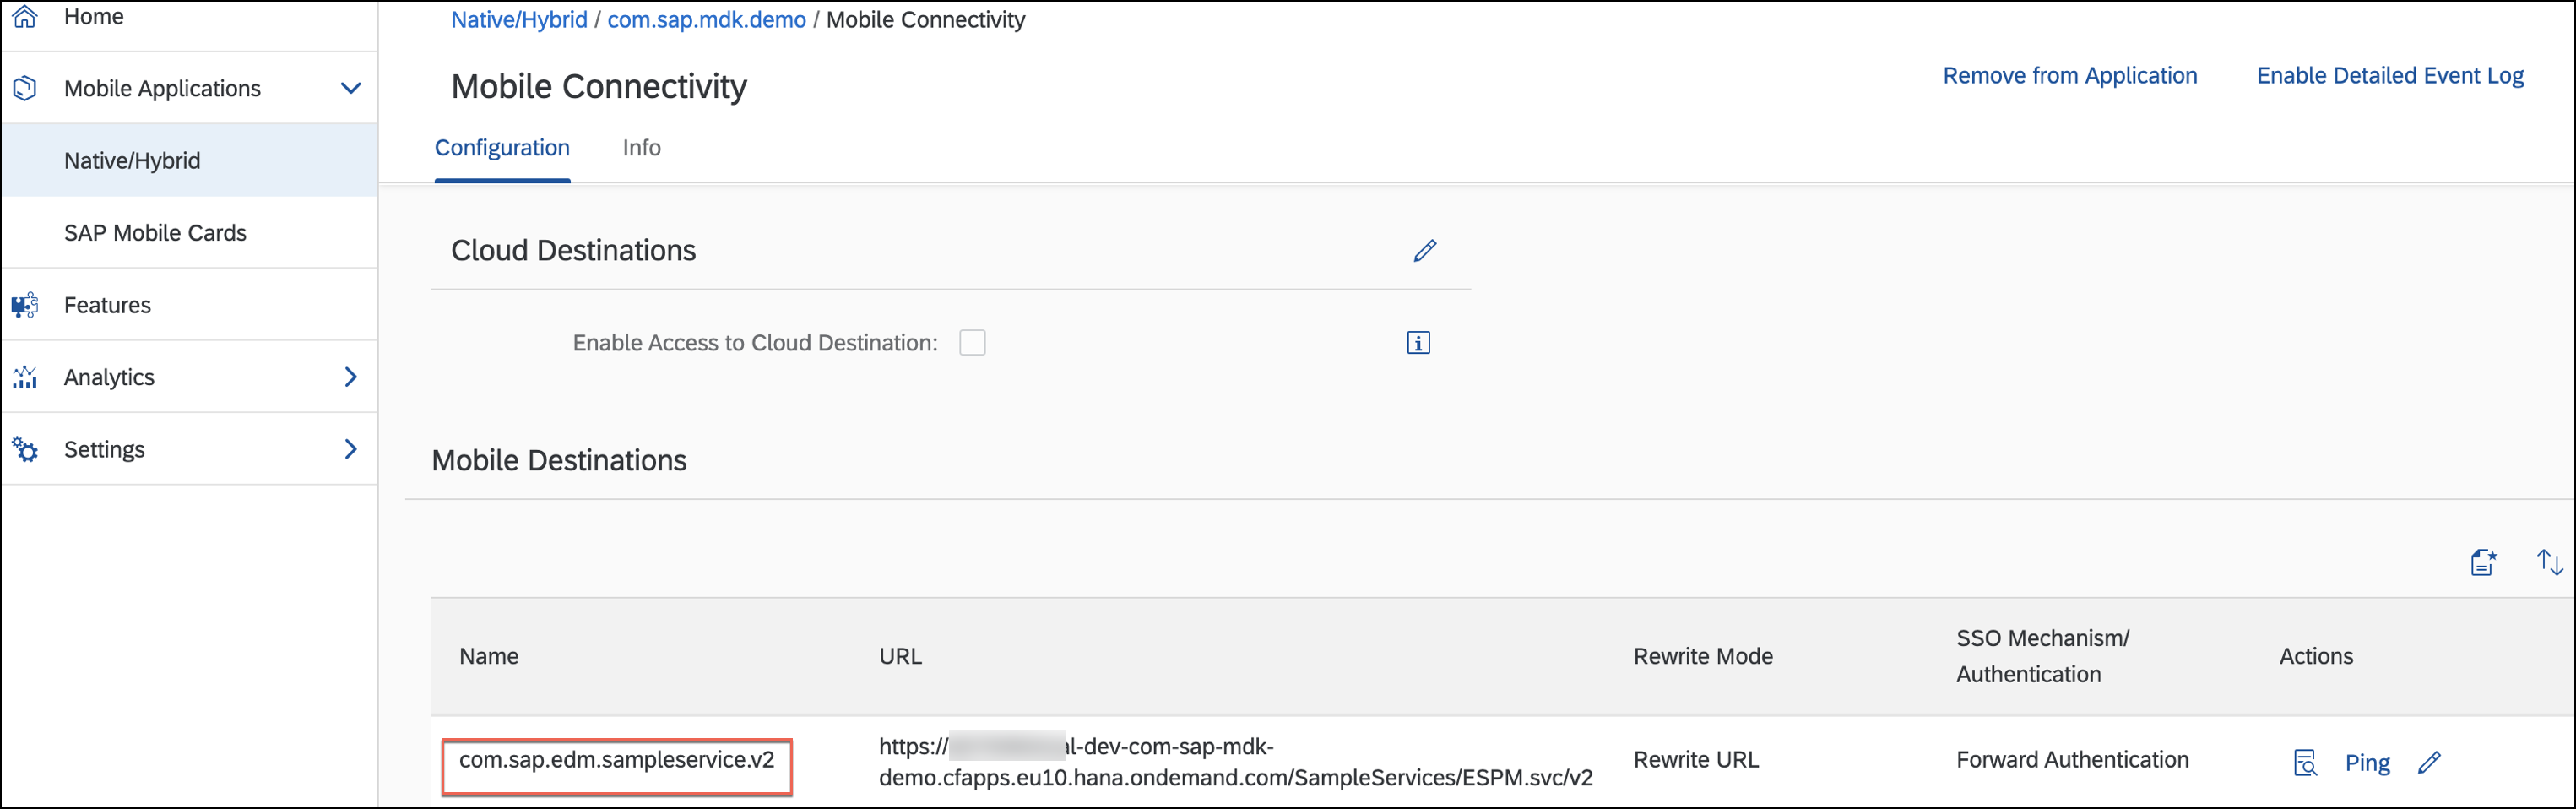 Home
Mobile Applications
Native/Hybrid
SAP Mobile Cards
Features
Analytics
Settings
Native/Hybrid / com.sap.mdk.demo / Mobile Connectivity
Mobile Connectivity
Remove from Application
Enable Detailed Event Log
Configuration
Info
Cloud Destinations
Enable Access to Cloud Destination:
Mobile Destinations
Name
URL
Rewrite Mode
SSO Mechanism/
Authentication
Actions
com.sap.edm.sampleservice.v2
https:// l-dev-com-sap-mdk-
demo.cfapps.eu10.hana.ondemand.com/SampleServices/ESPM.svc/v2
Rewrite URL
Forward Authentication
Ping